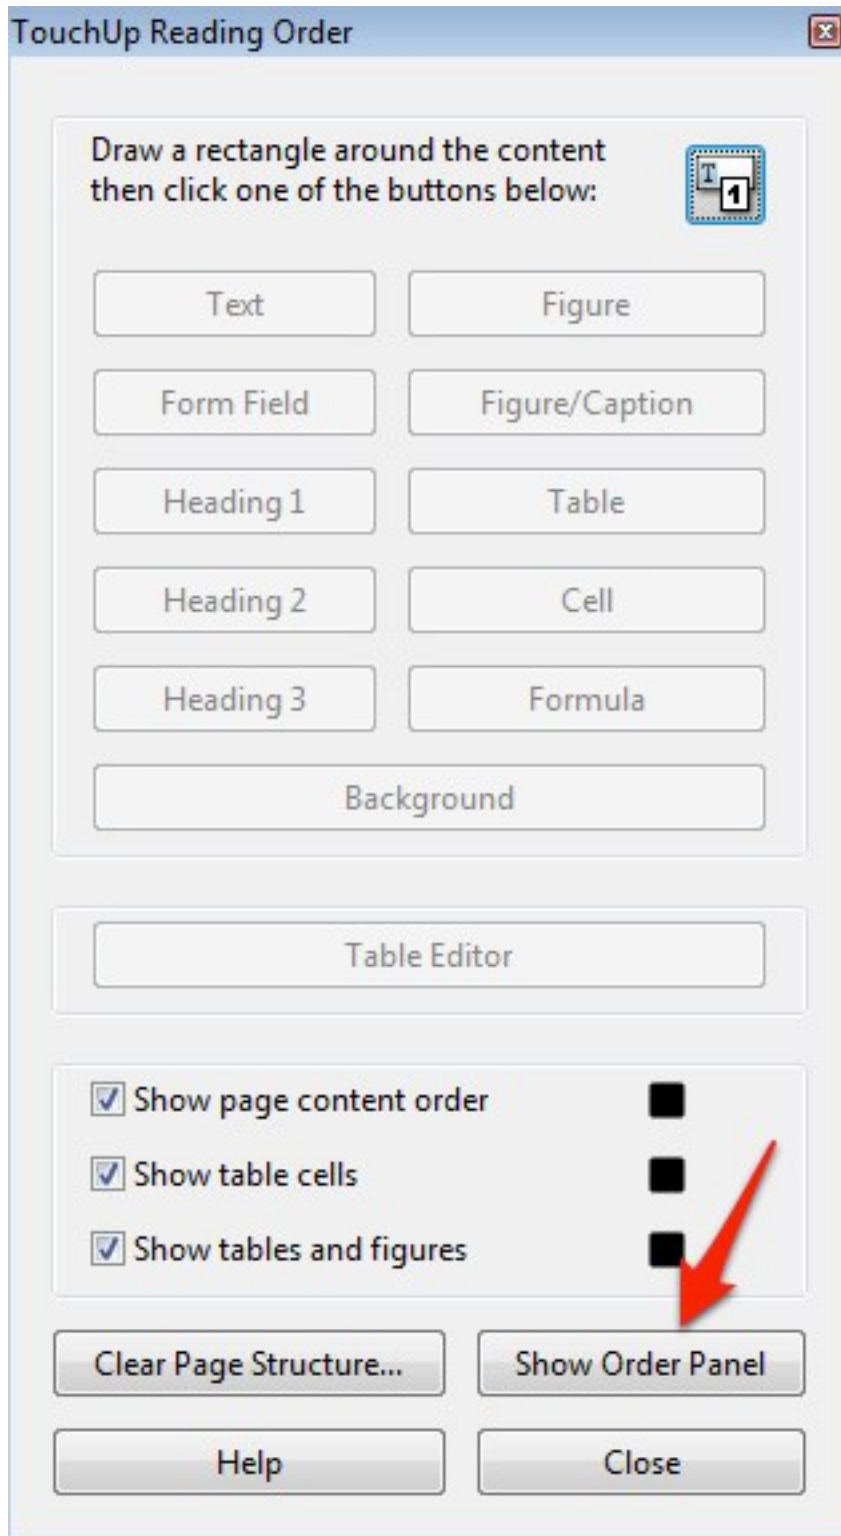 TouchUp Reading Order
Draw a rectangle around the content
then click one of the buttons below:
T
1
Text
Figure
Form Field
Figure/Caption
Heading 1
Table
Heading 2
Cell
Heading 3
Formula
Background
Table Editor
Show page content order
Show table cells
Show tables and figures
Clear Page Structure...
Show Order Panel
Help
Close